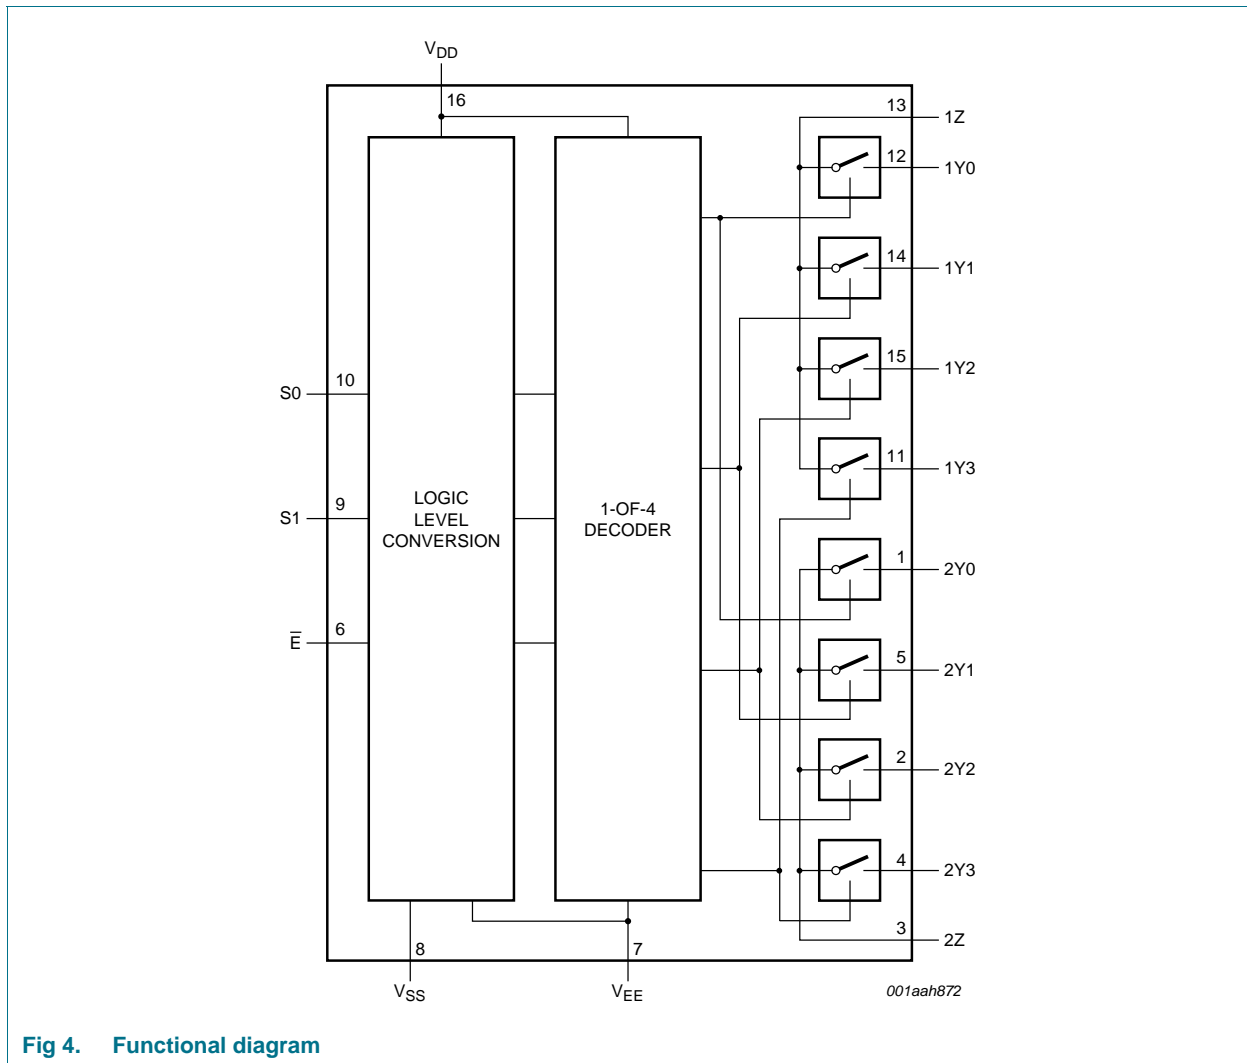 VDD
16
13 1Z
12 1Y0
14 1Y1
15 1Y2
S0 10
11 1Y3
S1 9
LOGIC
LEVEL
CONVERSION
1-OF-4
DECODER
1 2Y0
E̅ 6
5 2Y1
2 2Y2
4 2Y3
3 2Z
8
7
VSS
VEE
001aah872
Fig 4. Functional diagram